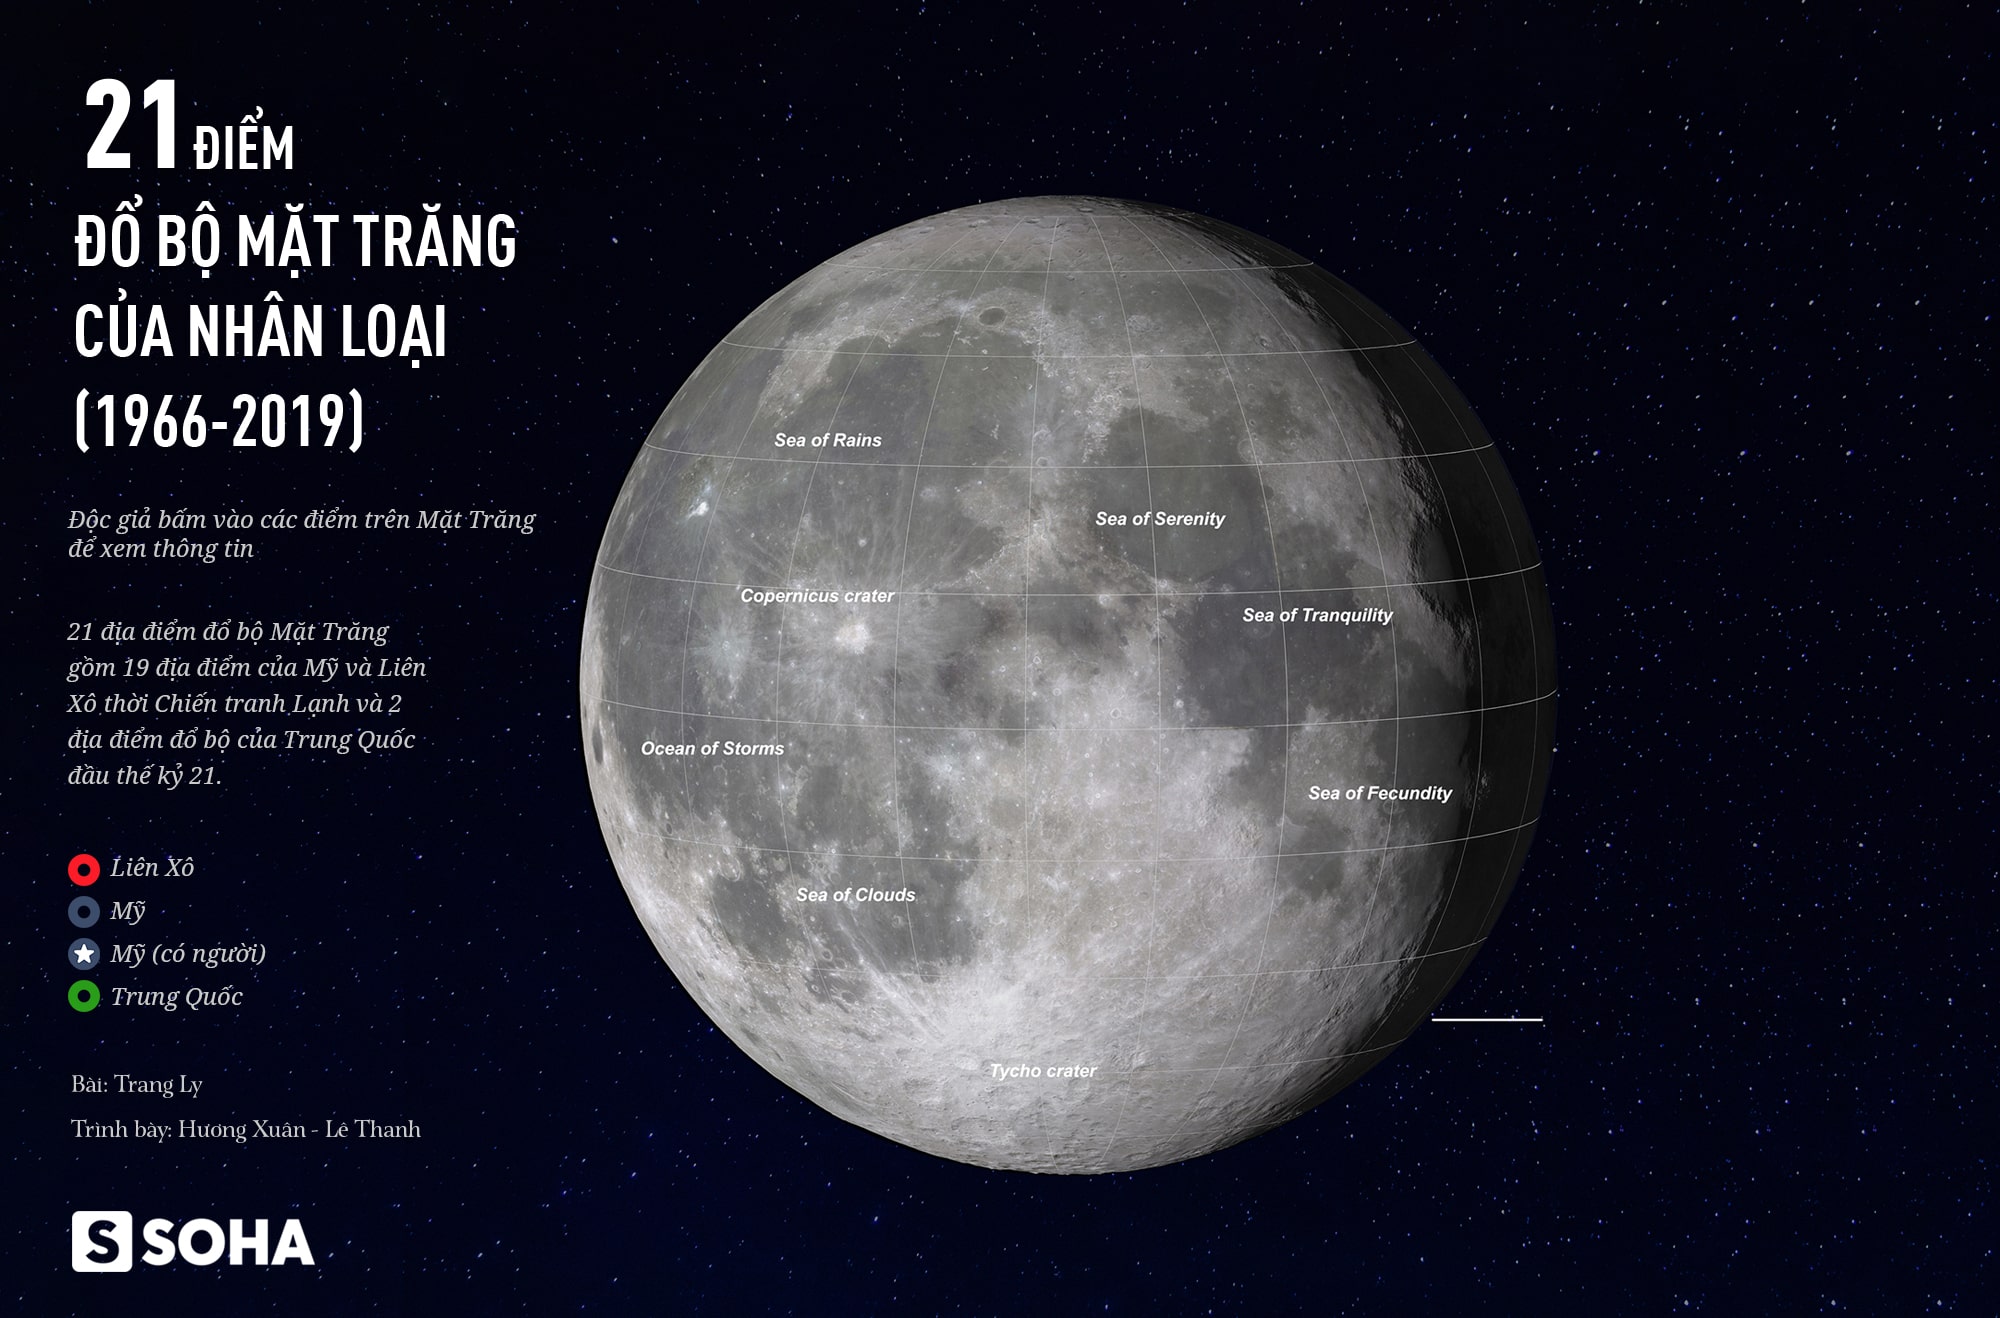 21 ĐIỂM
ĐỔ BỘ MẶT TRĂNG
CỦA NHÂN LOẠI
(1966-2019)
Độc giả bấm vào các điểm trên Mặt Trăng
để xem thông tin
21 địa điểm đổ bộ Mặt Trăng
gồm 19 địa điểm của Mỹ và Liên
Xô thời Chiến tranh Lạnh và 2
địa điểm đổ bộ của Trung Quốc
đầu thế kỷ 21.
Liên Xô
Mỹ
Mỹ (có người)
Trung Quốc
Bài: Trang Ly
Trình bày: Hương Xuân - Lê Thanh
S SOHA
Sea of Rains
Sea of Serenity
Copernicus crater
Sea of Tranquility
Ocean of Storms
Sea of Fecundity
Sea of Clouds
Tycho crater